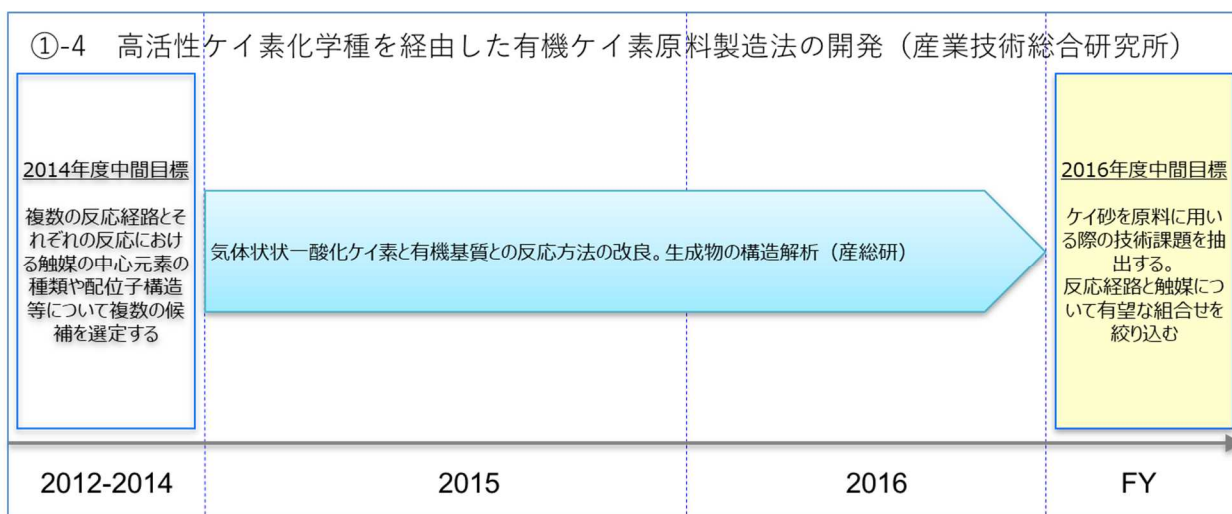 ①-4　高活性ケイ素化学種を経由した有機ケイ素原料製造法の開発（産業技術総合研究所）
2014年度中間目標
複数の反応経路とそ
れぞれの反応におけ
る触媒の中心元素の
種類や配位子構造
等について複数の候
補を選定する
気体状状一酸化ケイ素と有機基質との反応方法の改良。生成物の構造解析（産総研）
2016年度中間目標
ケイ砂を原料に用い
る際の技術課題を抽
出する。
反応経路と触媒につ
いて有望な組合せを
絞り込む
2012-2014
2015
2016
FY